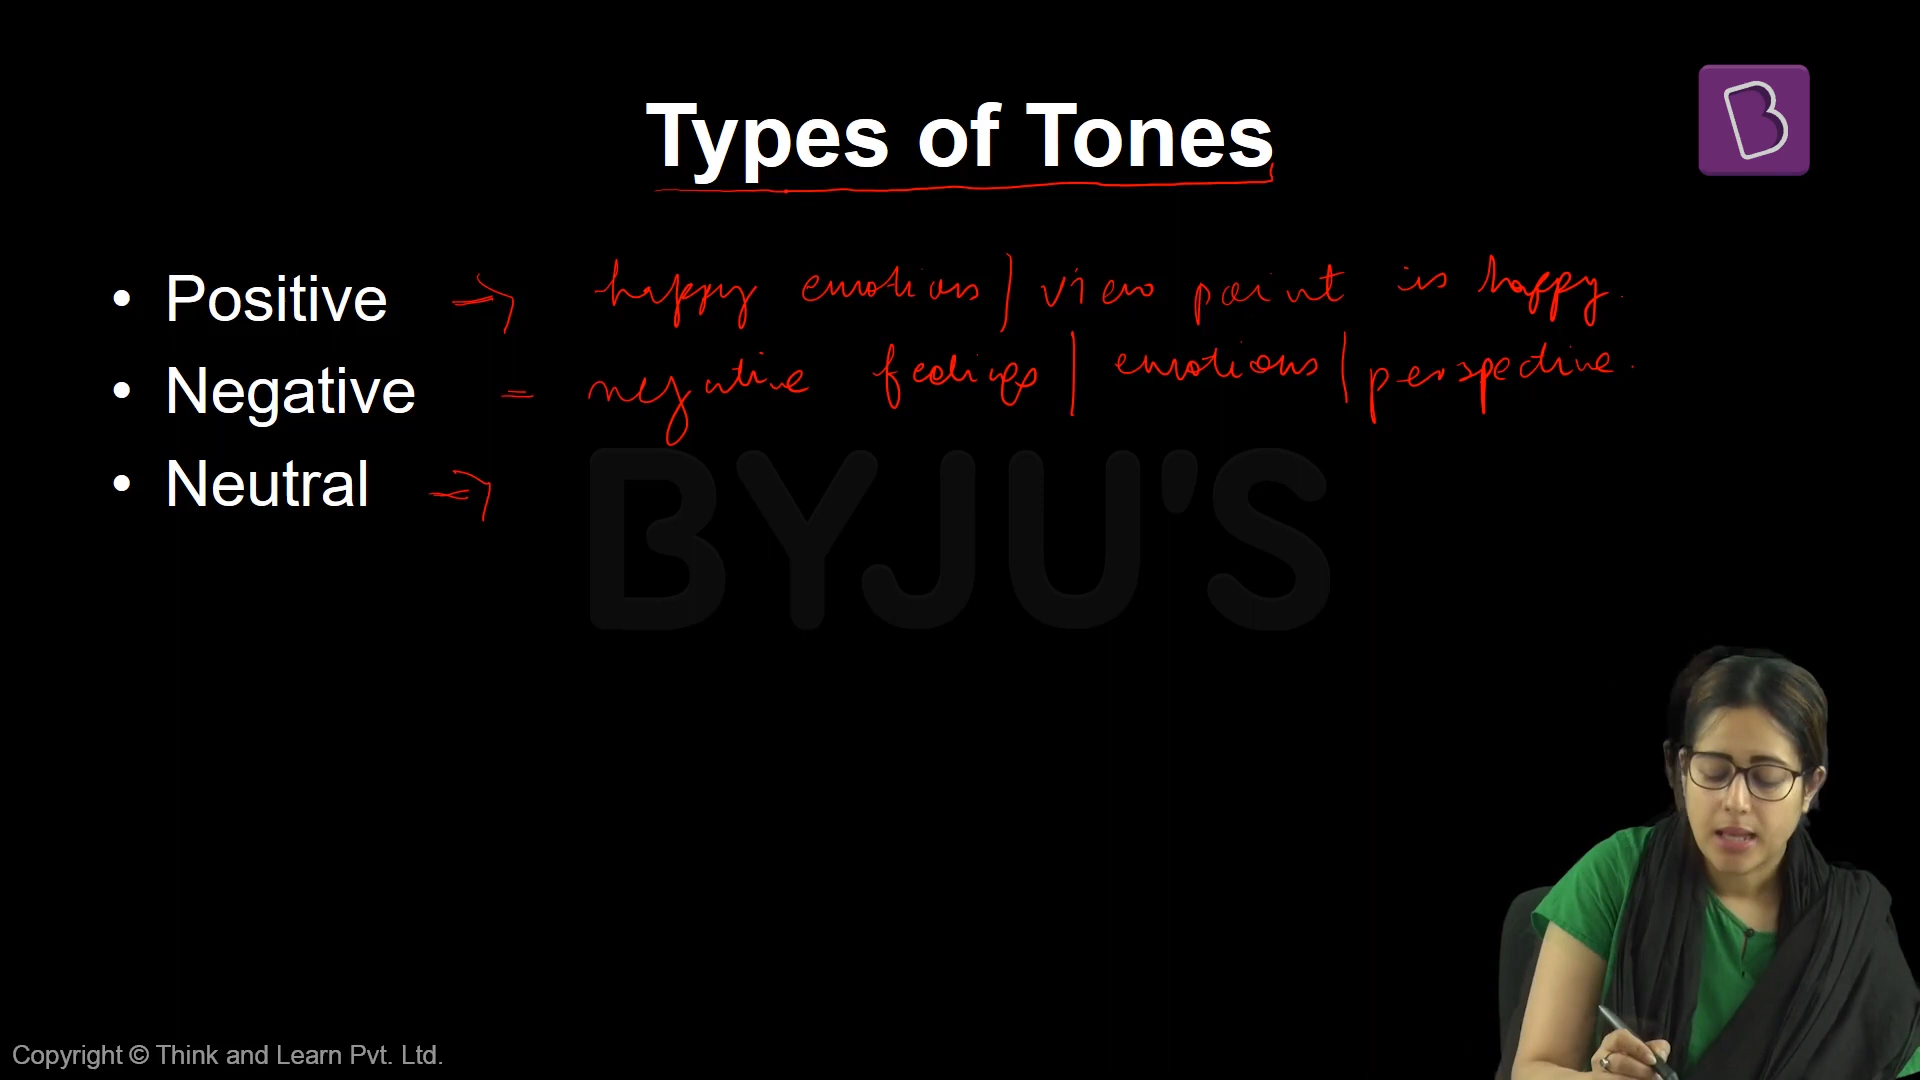 Types of Tones
• Positive → happy emotions / view point is happy.
• Negative = negative feelings / emotions / perspective.
• Neutral →
BYJU'S
Copyright © Think and Learn Pvt. Ltd.